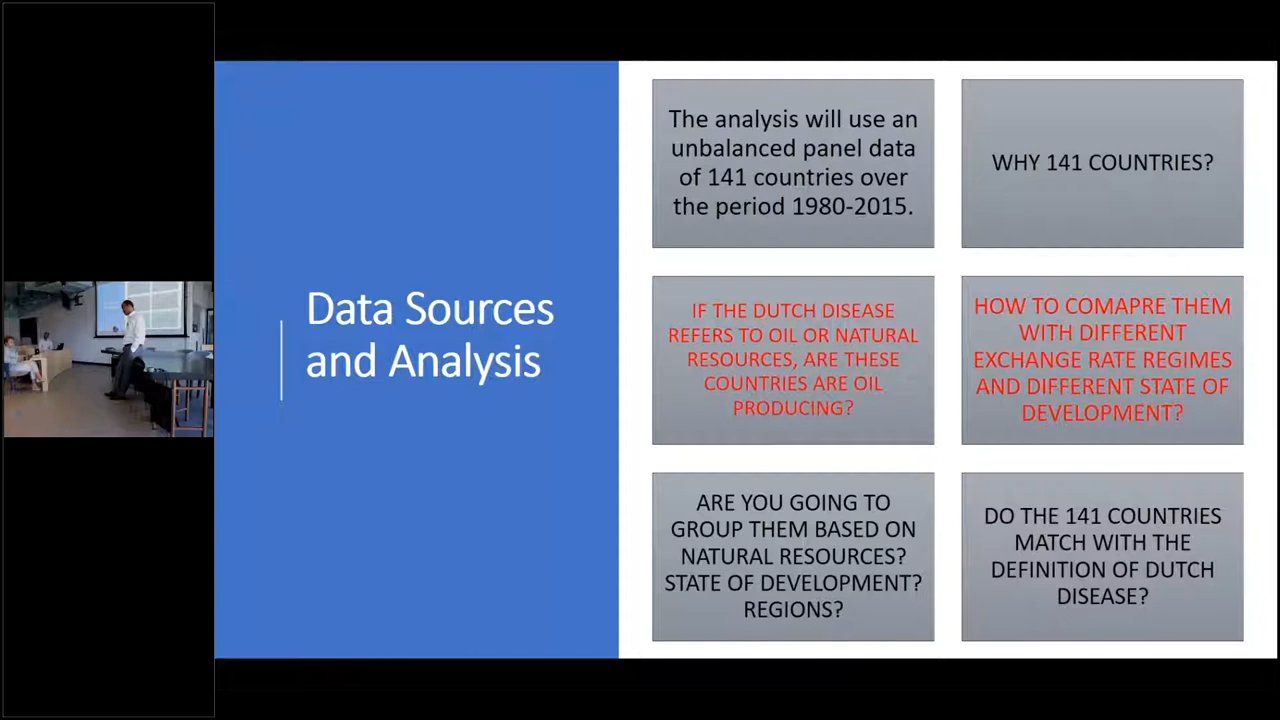 Data Sources
and Analysis
The analysis will use an
unbalanced panel data
of 141 countries over
the period 1980-2015.
WHY 141 COUNTRIES?
IF THE DUTCH DISEASE
REFERS TO OIL OR NATURAL
RESOURCES, ARE THESE
COUNTRIES ARE OIL
PRODUCING?
HOW TO COMAPRE THEM
WITH DIFFERENT
EXCHANGE RATE REGIMES
AND DIFFERENT STATE OF
DEVELOPMENT?
ARE YOU GOING TO
GROUP THEM BASED ON
NATURAL RESOURCES?
STATE OF DEVELOPMENT?
REGIONS?
DO THE 141 COUNTRIES
MATCH WITH THE
DEFINITION OF DUTCH
DISEASE?